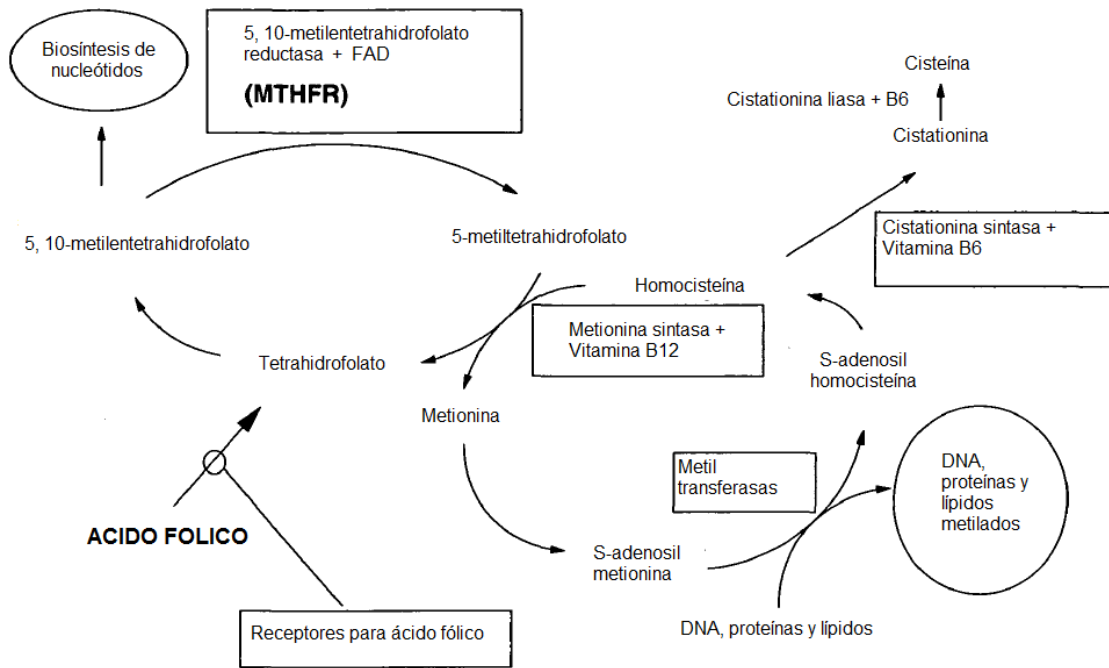 Biosíntesis de
nucleótidos
5, 10-metilentetrahidrofolato
reductasa + FAD
(MTHFR)
Cisteína
Cistationina liasa + B6
Cistationina
5, 10-metilentetrahidrofolato
5-metiltetrahidrofolato
Cistationina sintasa +
Vitamina B6
Homocisteína
Metionina sintasa +
Vitamina B12
Tetrahidrofolato
S-adenosil
homocisteína
Metionina
Metil
transferasas
DNA,
proteínas y
lípidos
metilados
ACIDO FOLICO
S-adenosil
metionina
Receptores para ácido fólico
DNA, proteínas y lípidos